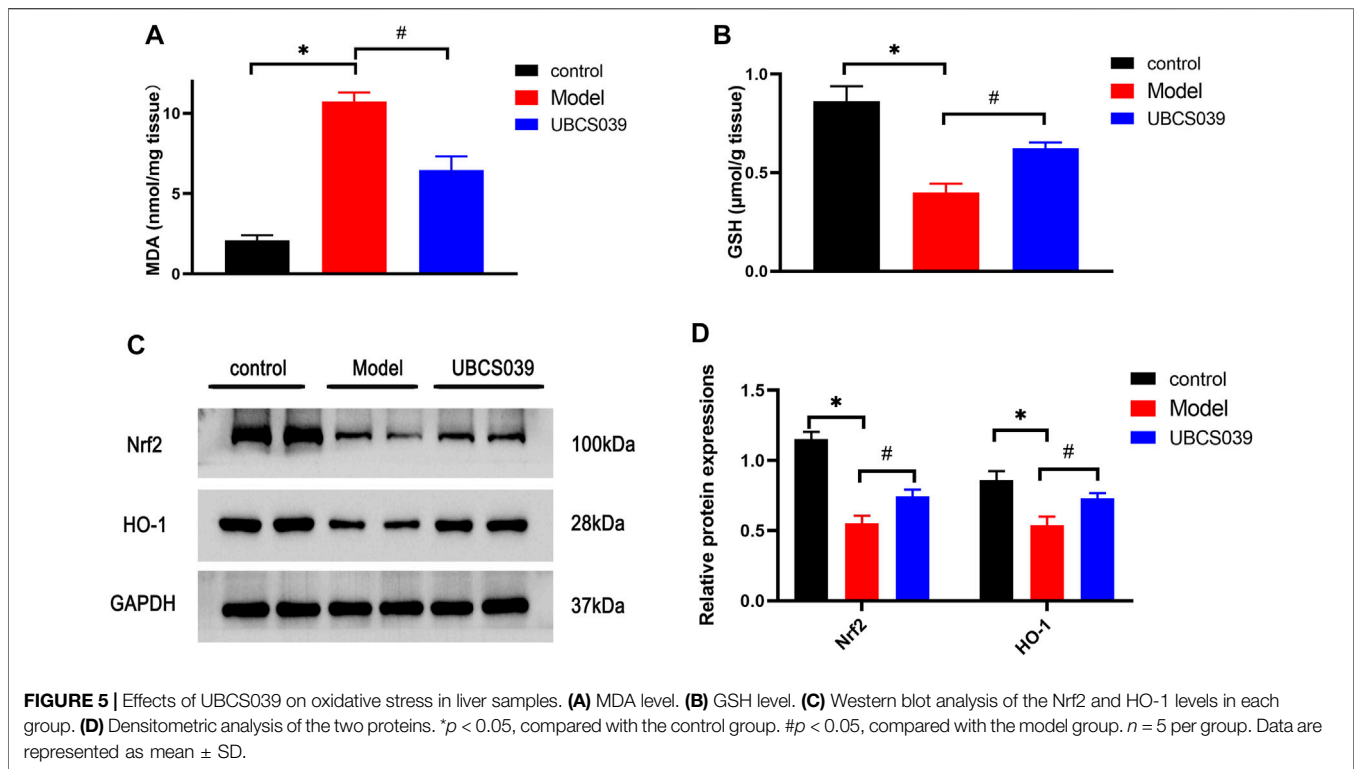 A
*
#
MDA (nmol/mg tissue)
10
5
0
control
Model
UBCS039
B
*
#
GSH (μmol/g tissue)
1.0
0.5
0.0
control
Model
UBCS039
C
control Model UBCS039
Nrf2 100kDa
HO-1 28kDa
GAPDH 37kDa
D
Relative protein expressions
1.5
1.0
0.5
0.0
*
#
*
#
Nrf2
HO-1
control
Model
UBCS039
FIGURE 5 | Effects of UBCS039 on oxidative stress in liver samples. (A) MDA level. (B) GSH level. (C) Western blot analysis of the Nrf2 and HO-1 levels in each
group. (D) Densitometric analysis of the two proteins. *p < 0.05, compared with the control group. #p < 0.05, compared with the model group. n = 5 per group. Data are
represented as mean ± SD.